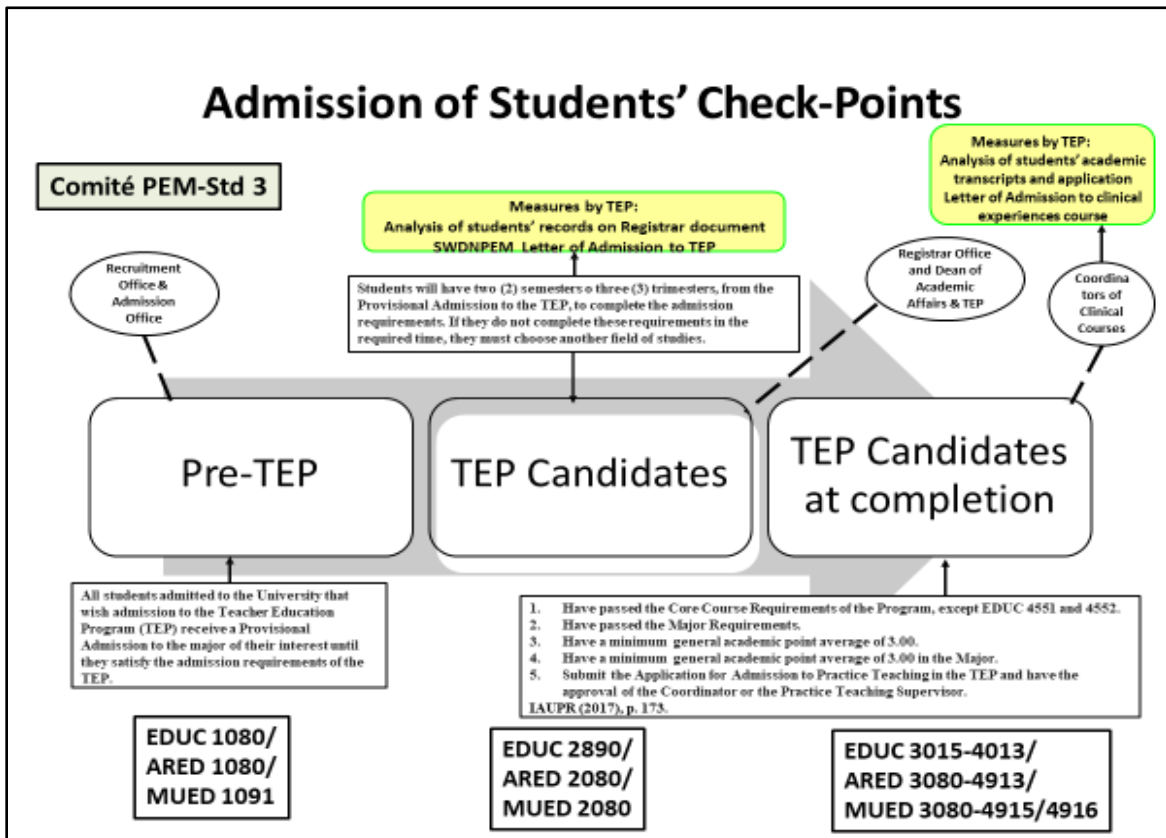 Admission of Students' Check-Points
Comité PEM-Std 3
Measures by TEP:
Analysis of students' academic
transcripts and application
Letter of Admission to clinical
experiences course
Measures by TEP:
Analysis of students' records on Registrar document
SWDNPEM  Letter of Admission to TEP
Recruitment
Office &
Admission
Office
Students will have two (2) semesters o three (3) trimesters, from the
Provisional Admission to the TEP, to complete the admission
requirements. If they do not complete these requirements in the
required time, they must choose another field of studies.
Registrar Office
and Dean of
Academic
Affairs & TEP
Coordina
tors of
Clinical
Courses
Pre-TEP
TEP Candidates
TEP Candidates
at completion
All students admitted to the University that
wish admission to the Teacher Education
Program (TEP) receive a Provisional
Admission to the major of their interest until
they satisfy the admission requirements of the
TEP.
1. Have passed the Core Course Requirements of the Program, except EDUC 4551 and 4552.
2. Have passed the Major Requirements.
3. Have a minimum general academic point average of 3.00.
4. Have a minimum general academic point average of 3.00 in the Major.
5. Submit the Application for Admission to Practice Teaching in the TEP and have the
approval of the Coordinator or the Practice Teaching Supervisor.
IAUPR (2017), p. 173.
EDUC 1080/
ARED 1080/
MUED 1091
EDUC 2890/
ARED 2080/
MUED 2080
EDUC 3015-4013/
ARED 3080-4913/
MUED 3080-4915/4916